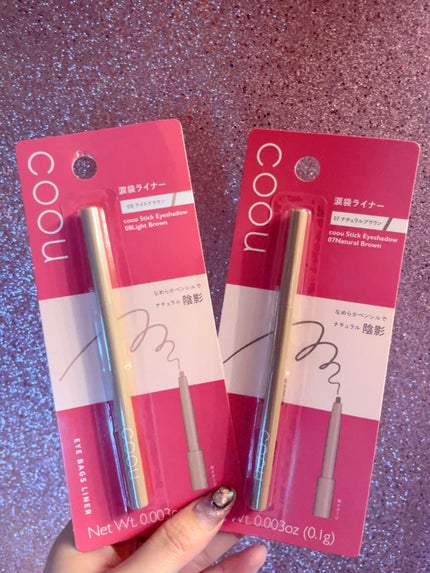 coou
涙袋ライナー
08 ライトブラウン
coou Stick Eyeshadow
08Light Brown
なめらかペンシルで
ナチュラル 陰影
coou
EYE BAGS LINER
Net Wt. 0.003oz
coou
涙袋ライナー
07 ナチュラルブラウン
coou Stick Eyeshadow
07Natural Brown
なめらかペンシルで
ナチュラル 陰影
coou
Wt. 0.003oz (0.1g)